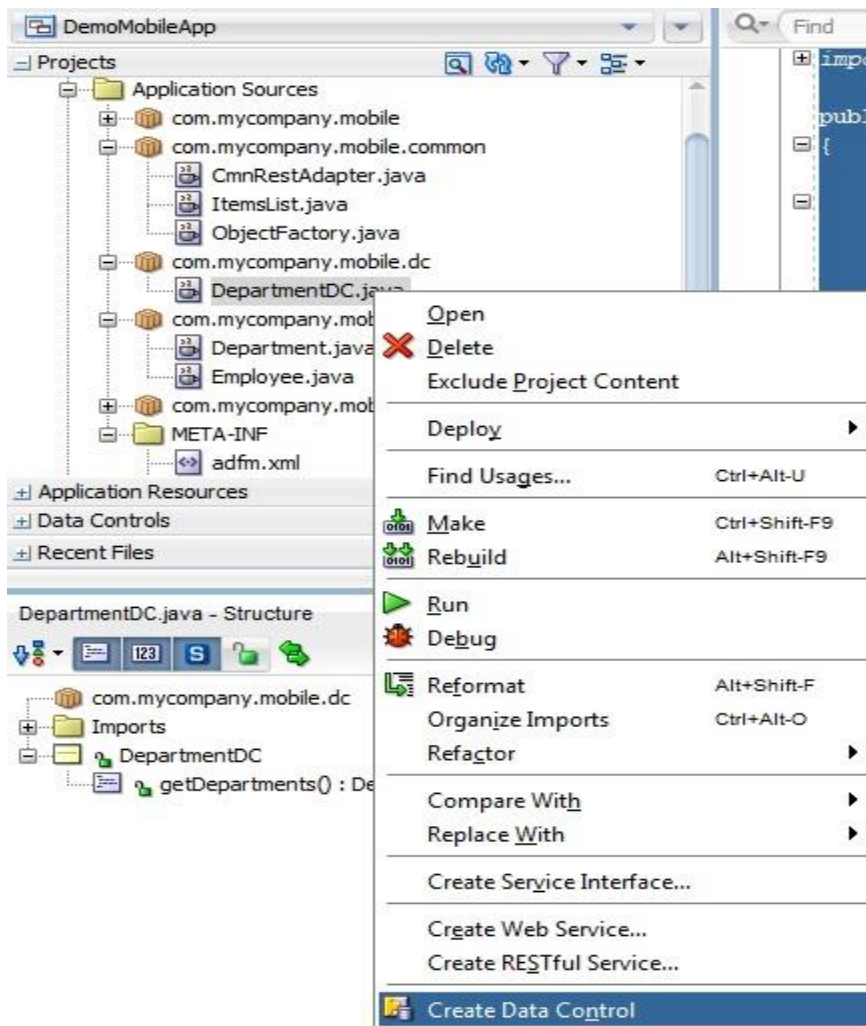 DemoMobileApp
Find
Projects
Application Sources
com.mycompany.mobile
com.mycompany.mobile.common
CmnRestAdapter.java
ItemsList.java
ObjectFactory.java
com.mycompany.mobile.dc
DepartmentDC.java
com.mycompany.mob
Department.java
Employee.java
com.mycompany.mob
META-INF
adfm.xml
Application Resources
Data Controls
Recent Files
impo
publ
{
Open
Delete
Exclude Project Content
Deploy
Find Usages... Ctrl+Alt-U
Make Ctrl+Shift-F9
Rebuild Alt+Shift-F9
Run
Debug
Reformat Alt+Shift-F
Organize Imports Ctrl+Alt-O
Refactor
Compare With
Replace With
Create Service Interface...
Create Web Service...
Create RESTful Service...
Create Data Control
DepartmentDC.java - Structure
123 S
com.mycompany.mobile.dc
Imports
DepartmentDC
getDepartments() : De